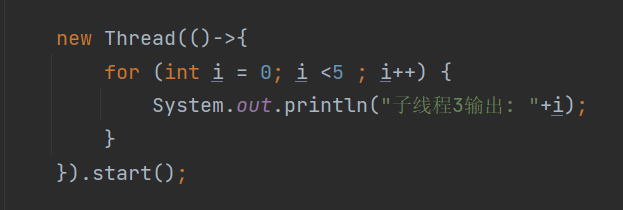 new Thread(()->{
for (int i = 0; i <5 ; i++) {
System.out.println("子线程3输出: "+i);
}
}).start();